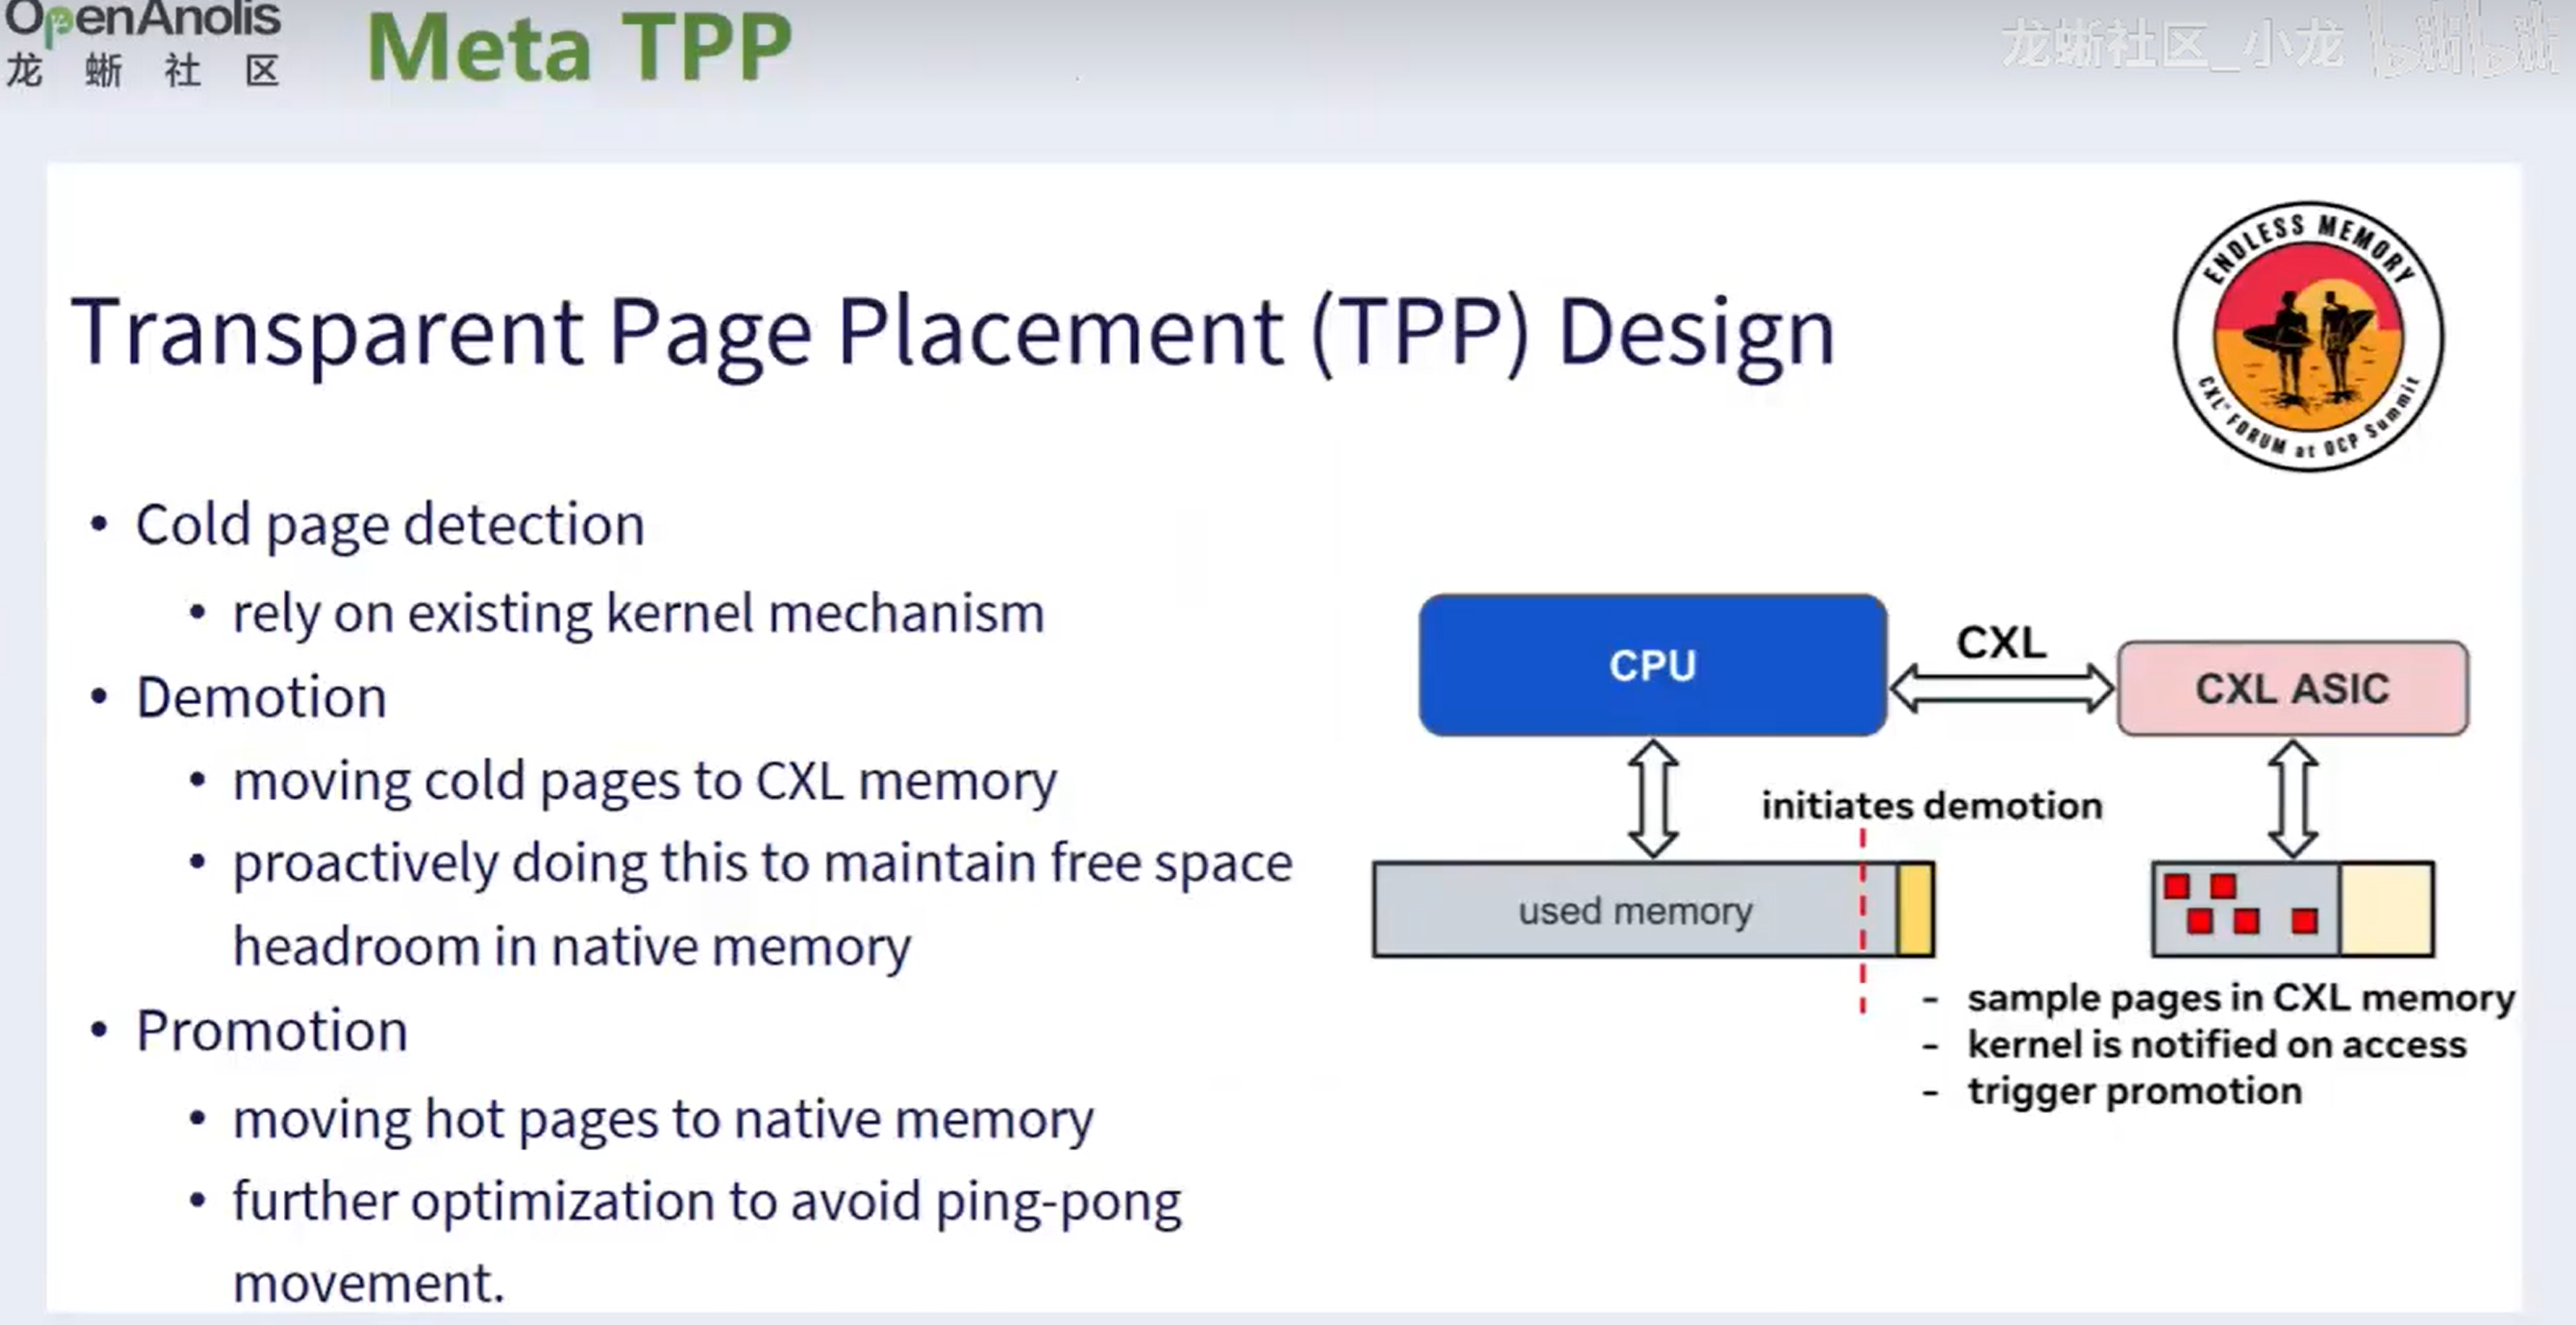 OpenAnolis
龙蜥社区
Meta TPP
龙蜥社区_小龙 bilibili
Transparent Page Placement (TPP) Design
ENDLESS MEMORY
CXL® FORUM at OCP Summit
• Cold page detection
• rely on existing kernel mechanism
• Demotion
• moving cold pages to CXL memory
• proactively doing this to maintain free space
headroom in native memory
• Promotion
• moving hot pages to native memory
• further optimization to avoid ping-pong
movement.
CPU
CXL
CXL ASIC
initiates demotion
used memory
- sample pages in CXL memory
- kernel is notified on access
- trigger promotion